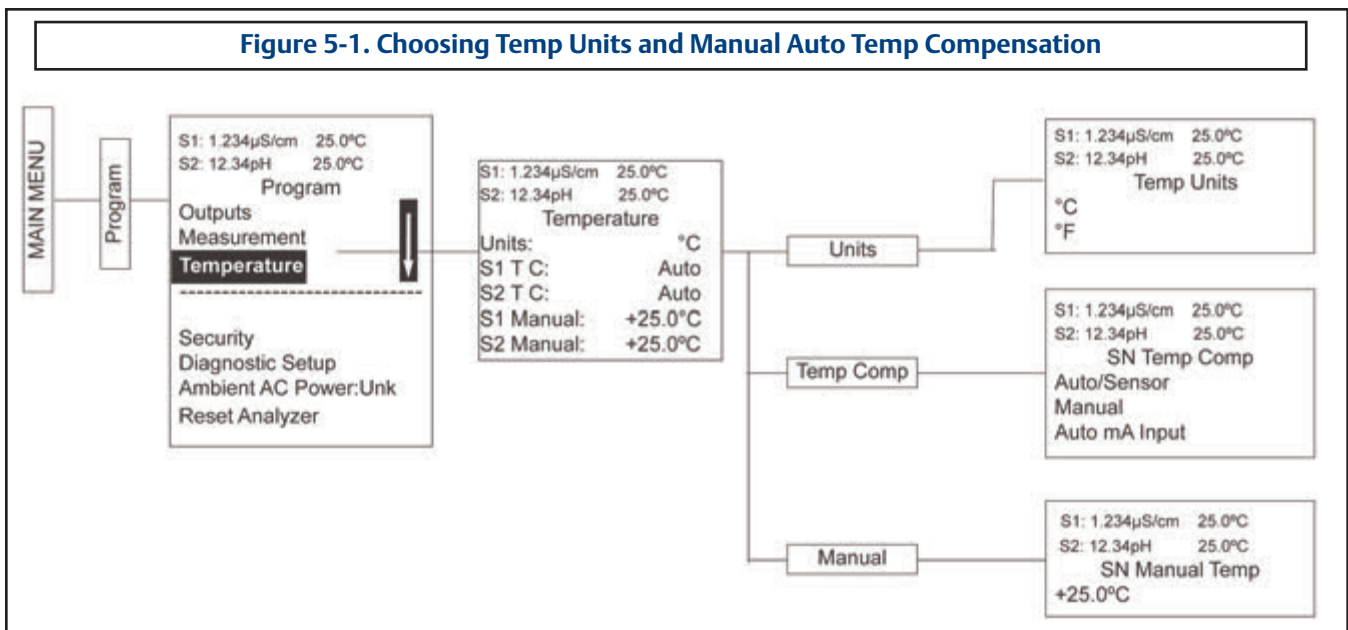 Figure 5-1. Choosing Temp Units and Manual Auto Temp Compensation
MAIN MENU
Program
S1: 1.234µS/cm 25.0ºC
S2: 12.34pH 25.0ºC
Program
Outputs
Measurement
Temperature
Security
Diagnostic Setup
Ambient AC Power:Unk
Reset Analyzer
S1: 1.234µS/cm 25.0ºC
S2: 12.34pH 25.0ºC
Temperature
Units: °C
S1 T C: Auto
S2 T C: Auto
S1 Manual: +25.0°C
S2 Manual: +25.0ºC
Units
S1: 1.234µS/cm 25.0ºC
S2: 12.34pH 25.0ºC
Temp Units
°C
°F
Temp Comp
S1: 1.234µS/cm 25.0ºC
S2: 12.34pH 25.0ºC
SN Temp Comp
Auto/Sensor
Manual
Auto mA Input
Manual
S1: 1.234µS/cm 25.0ºC
S2: 12.34pH 25.0ºC
SN Manual Temp
+25.0ºC